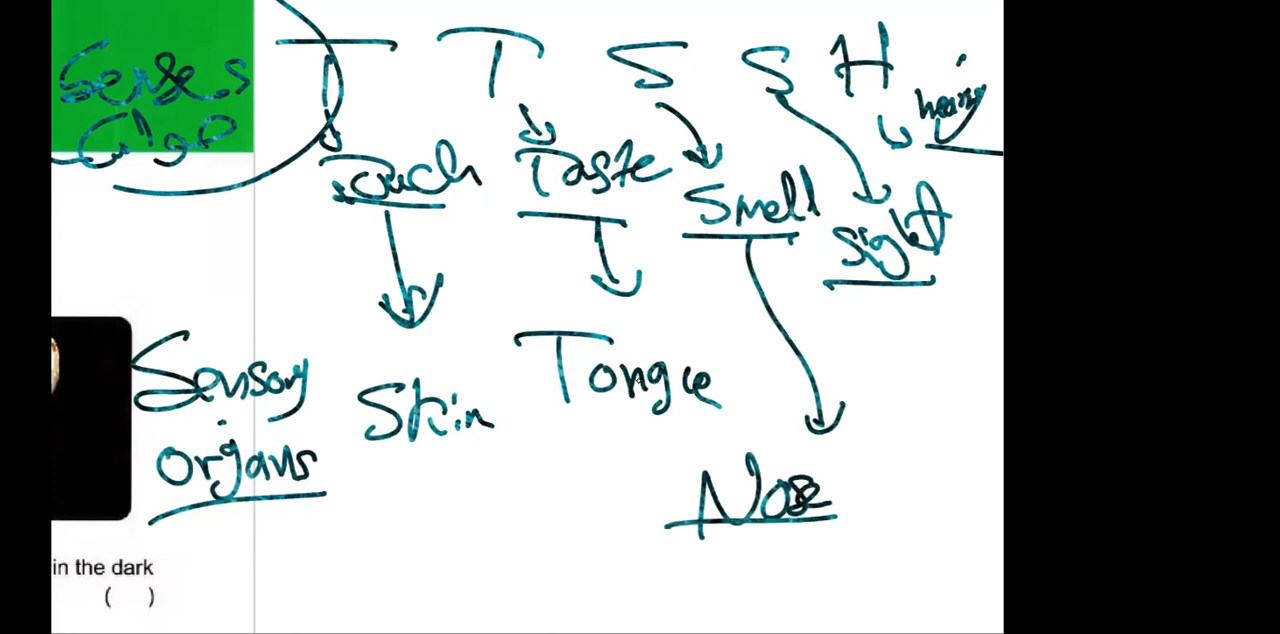 Senses
T T S S H
hearing
Touch Taste Smell Sight
Sensory
organs
Skin Tongue
Nose
in the dark
( )